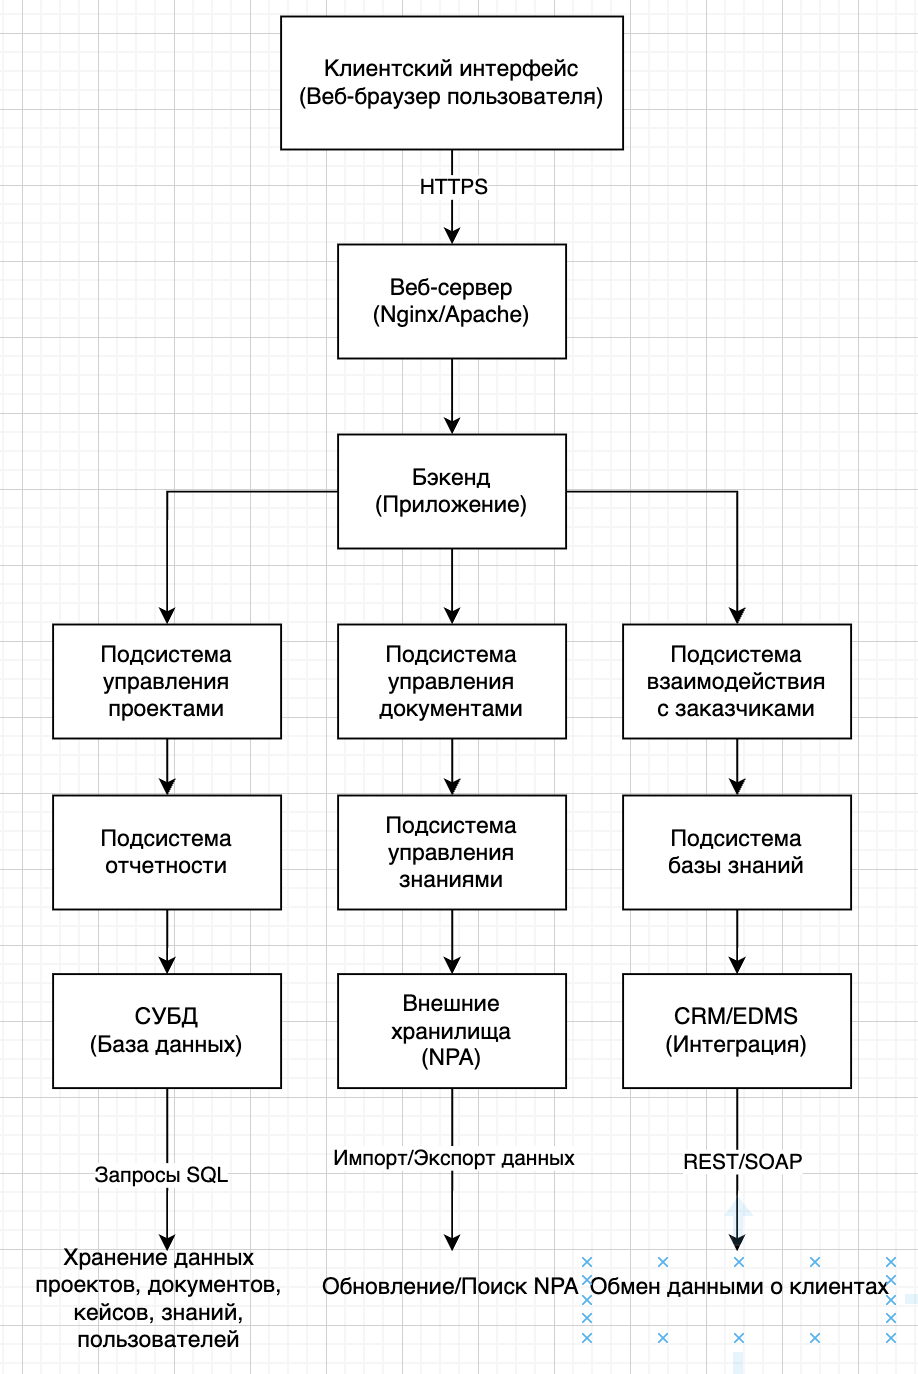 Клиентский интерфейс
(Веб-браузер пользователя)
HTTPS
Веб-сервер
(Nginx/Apache)
Бэкенд
(Приложение)
Подсистема
управления
проектами
Подсистема
управления
документами
Подсистема
взаимодействия
с заказчиками
Подсистема
отчетности
Подсистема
управления
знаниями
Подсистема
базы знаний
СУБД
(База данных)
Внешние
хранилища
(NPA)
CRM/EDMS
(Интеграция)
Запросы SQL
Импорт/Экспорт данных
REST/SOAP
Хранение данных
проектов, документов,
кейсов, знаний,
пользователей
Обновление/Поиск NPA
Обмен данными о клиентах